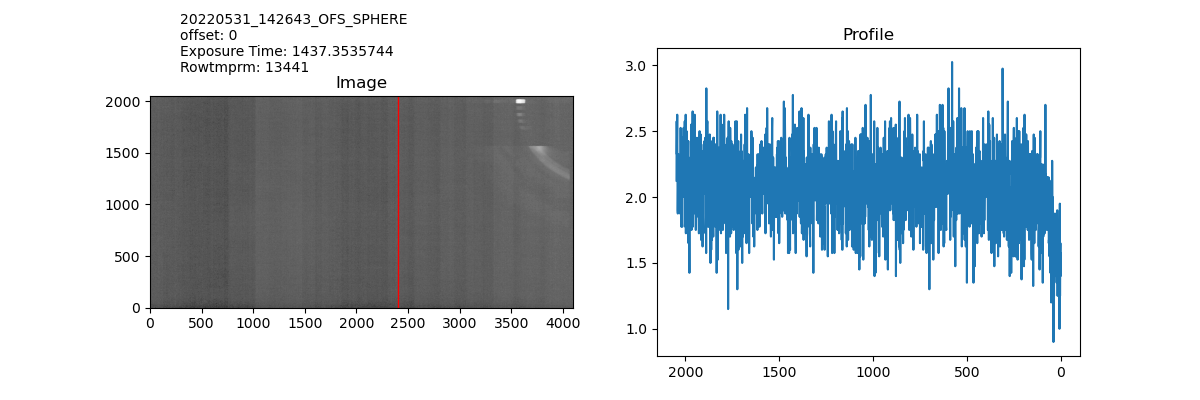 20220531_142643_OFS_SPHERE
offset: 0
Exposure Time: 1437.3535744
Rowtmprm: 13441
Image
2000
1500
1000
500
0
0 500 1000 1500 2000 2500 3000 3500 4000
Profile
3.0
2.5
2.0
1.5
1.0
2000 1500 1000 500 0